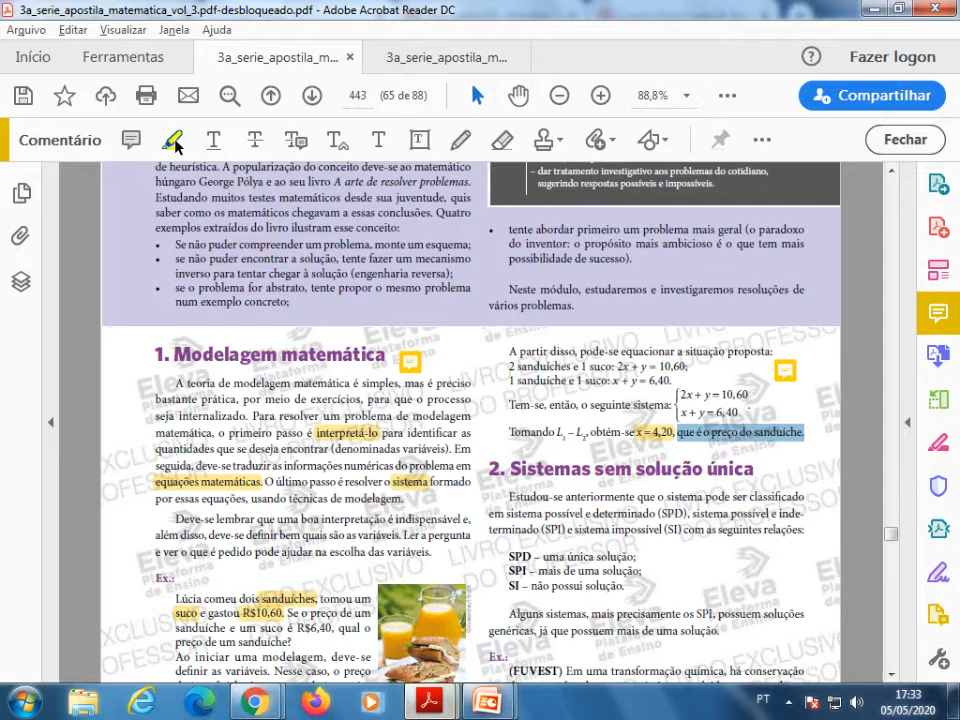 3a_serie_apostila_matematica_vol_3.pdf-desbloqueado.pdf - Adobe Acrobat Reader DC
Arquivo Editar Visualizar Janela Ajuda
Início Ferramentas 3a_serie_apostila_m... × 3a_serie_apostila_m... Fazer logon
443 (65 de 88) 88,8% Compartilhar
Comentário Fechar
de heurística. A popularização do conceito deve-se ao matemático
húngaro George Pólya e ao seu livro A arte de resolver problemas.
Estudando muitos testes matemáticos desde sua juventude, quis
saber como os matemáticos chegavam a essas conclusões. Quatro
exemplos extraídos do livro ilustram esse conceito:
• Se não puder compreender um problema, monte um esquema;
• se não puder encontrar a solução, tente fazer um mecanismo
inverso para tentar chegar à solução (engenharia reversa);
• se o problema for abstrato, tente propor o mesmo problema
num exemplo concreto;
– dar tratamento investigativo aos problemas do cotidiano,
sugerindo respostas possíveis e impossíveis.
• tente abordar primeiro um problema mais geral (o paradoxo
do inventor: o propósito mais ambicioso é o que tem mais
possibilidade de sucesso).
Neste módulo, estudaremos e investigaremos resoluções de
vários problemas.
1. Modelagem matemática
A teoria de modelagem matemática é simples, mas é preciso
bastante prática, por meio de exercícios, para que o processo
seja internalizado. Para resolver um problema de modelagem
matemática, o primeiro passo é interpretá-lo para identificar as
quantidades que se deseja encontrar (denominadas variáveis). Em
seguida, deve-se traduzir as informações numéricas do problema em
equações matemáticas. O último passo é resolver o sistema formado
por essas equações, usando técnicas de modelagem.
Deve-se lembrar que uma boa interpretação é indispensável e,
além disso, deve-se definir bem quais são as variáveis. Ler a pergunta
e ver o que é pedido pode ajudar na escolha das variáveis.
Ex.:
Lúcia comeu dois sanduíches, tomou um
suco e gastou R$10,60. Se o preço de um
sanduíche e um suco é R$6,40, qual o
preço de um sanduíche?
Ao iniciar uma modelagem, deve-se
definir as variáveis. Nesse caso, o preço
A partir disso, pode-se equacionar a situação proposta:
2 sanduíches e 1 suco: 2x + y = 10,60;
1 sanduíche e 1 suco: x + y = 6,40.
Tem-se, então, o seguinte sistema: { 2x + y = 10,60
x + y = 6,40 .
Tomando L₁ – L₂, obtém-se x = 4,20, que é o preço do sanduíche.
2. Sistemas sem solução única
Estudou-se anteriormente que o sistema pode ser classificado
em sistema possível e determinado (SPD), sistema possível e inde-
terminado (SPI) e sistema impossível (SI) com as seguintes relações:
SPD – uma única solução;
SPI – mais de uma solução;
SI – não possui solução.
Alguns sistemas, mais precisamente os SPI, possuem soluções
genéricas, já que possuem mais de uma solução.
Ex.:
(FUVEST) Em uma transformação química, há conservação
Eleva
Plataforma
de Ensino
EXCLUSIVO
LIVRO
PROFESSOR
PT 17:33
05/05/2020